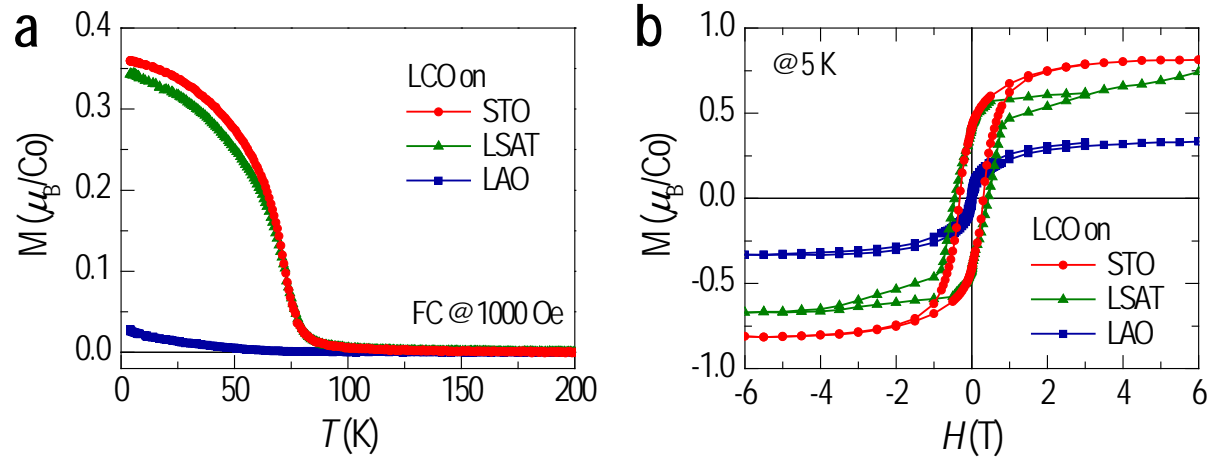 a
0.4
0.3
0.2
0.1
0.0
M (μB/Co)
LCO on
STO
LSAT
LAO
FC @ 1000 Oe
0 50 100 150 200
T (K)
b
@ 5 K
1.0
0.5
0.0
-0.5
-1.0
M (μB/Co)
LCO on
STO
LSAT
LAO
-6 -4 -2 0 2 4 6
H (T)